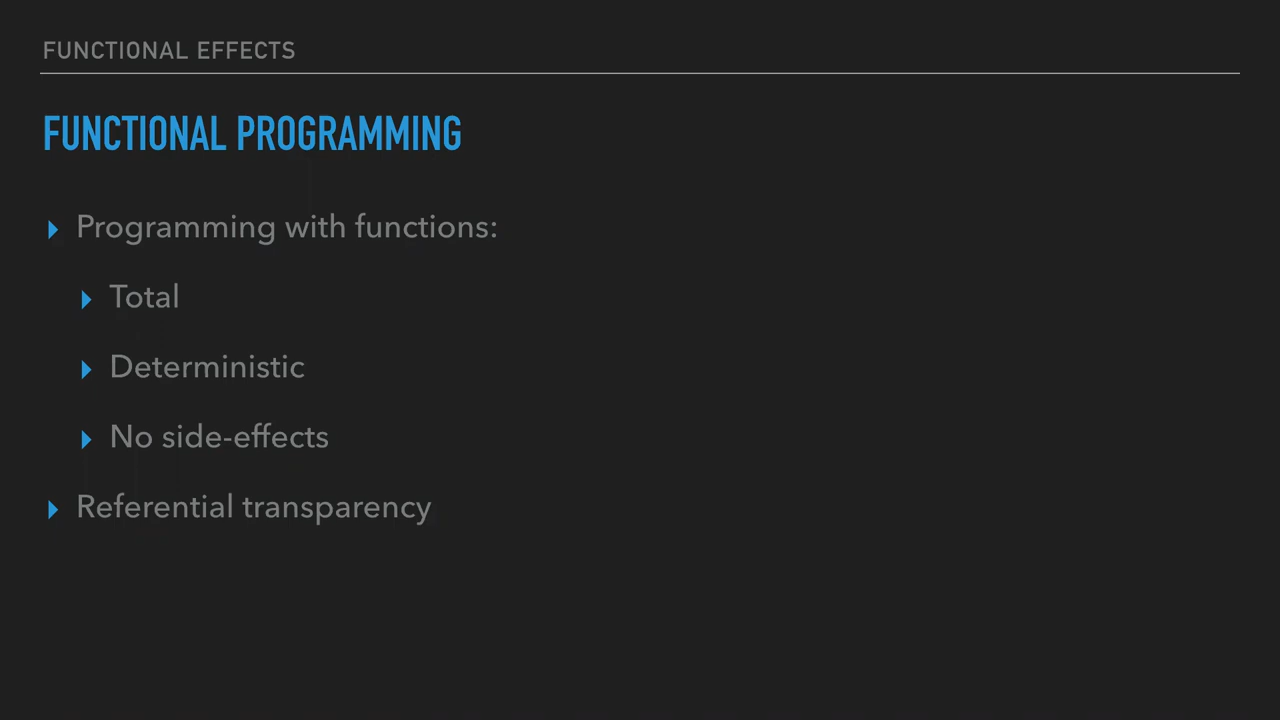 FUNCTIONAL EFFECTS
FUNCTIONAL PROGRAMMING
Programming with functions:
Total
Deterministic
No side-effects
Referential transparency